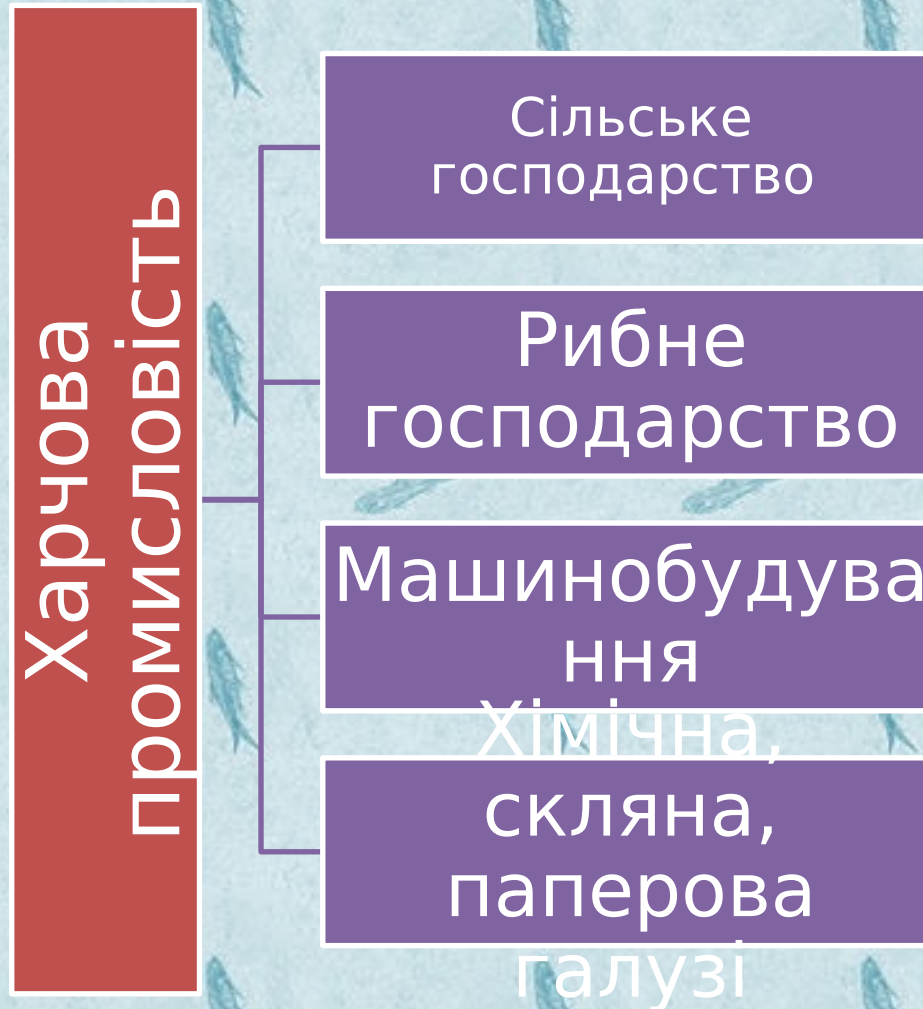 Харчова
промисловість
Сільське
господарство
Рибне
господарство
Машинобудува
ння
Хімічна,
скляна,
паперова
галузі